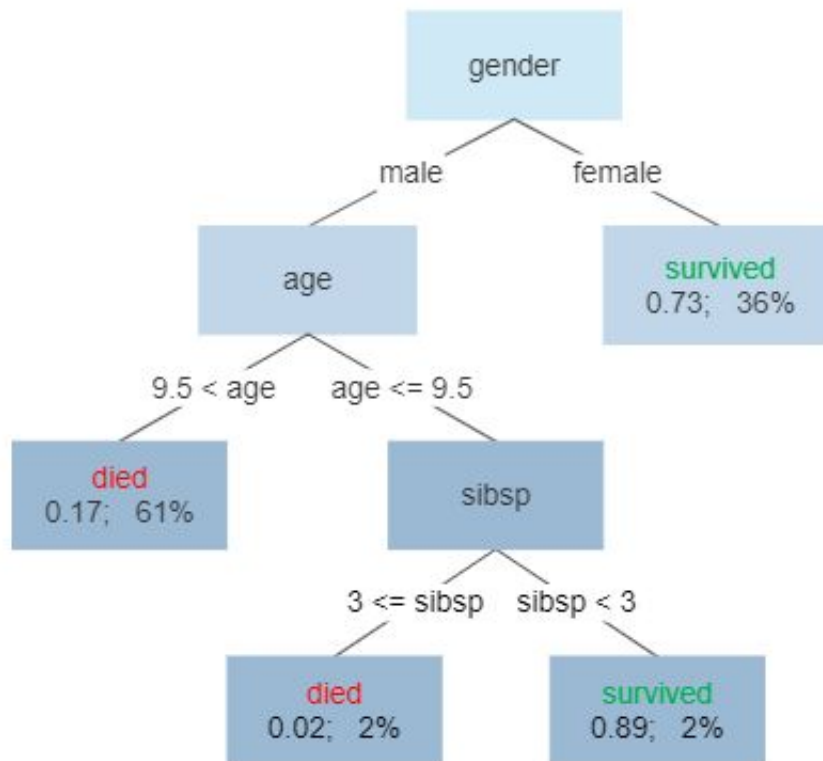 gender
male female
age
survived
0.73; 36%
9.5 < age age <= 9.5
died
0.17; 61%
sibsp
3 <= sibsp sibsp < 3
died
0.02; 2%
survived
0.89; 2%